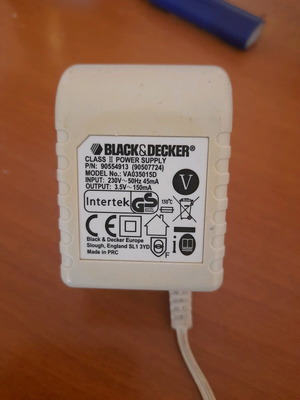 BLACK&DECKER®
CLASS II POWER SUPPLY
P/N: 90554913 (90507724)
MODEL No.: VA035015D
INPUT: 230V~50Hz 45mA
OUTPUT: 3.5V⎓150mA
V
Intertek GS
130°C
CE
Black & Decker Europe
Slough, England SL1 3YD
Made in PRC
F
i